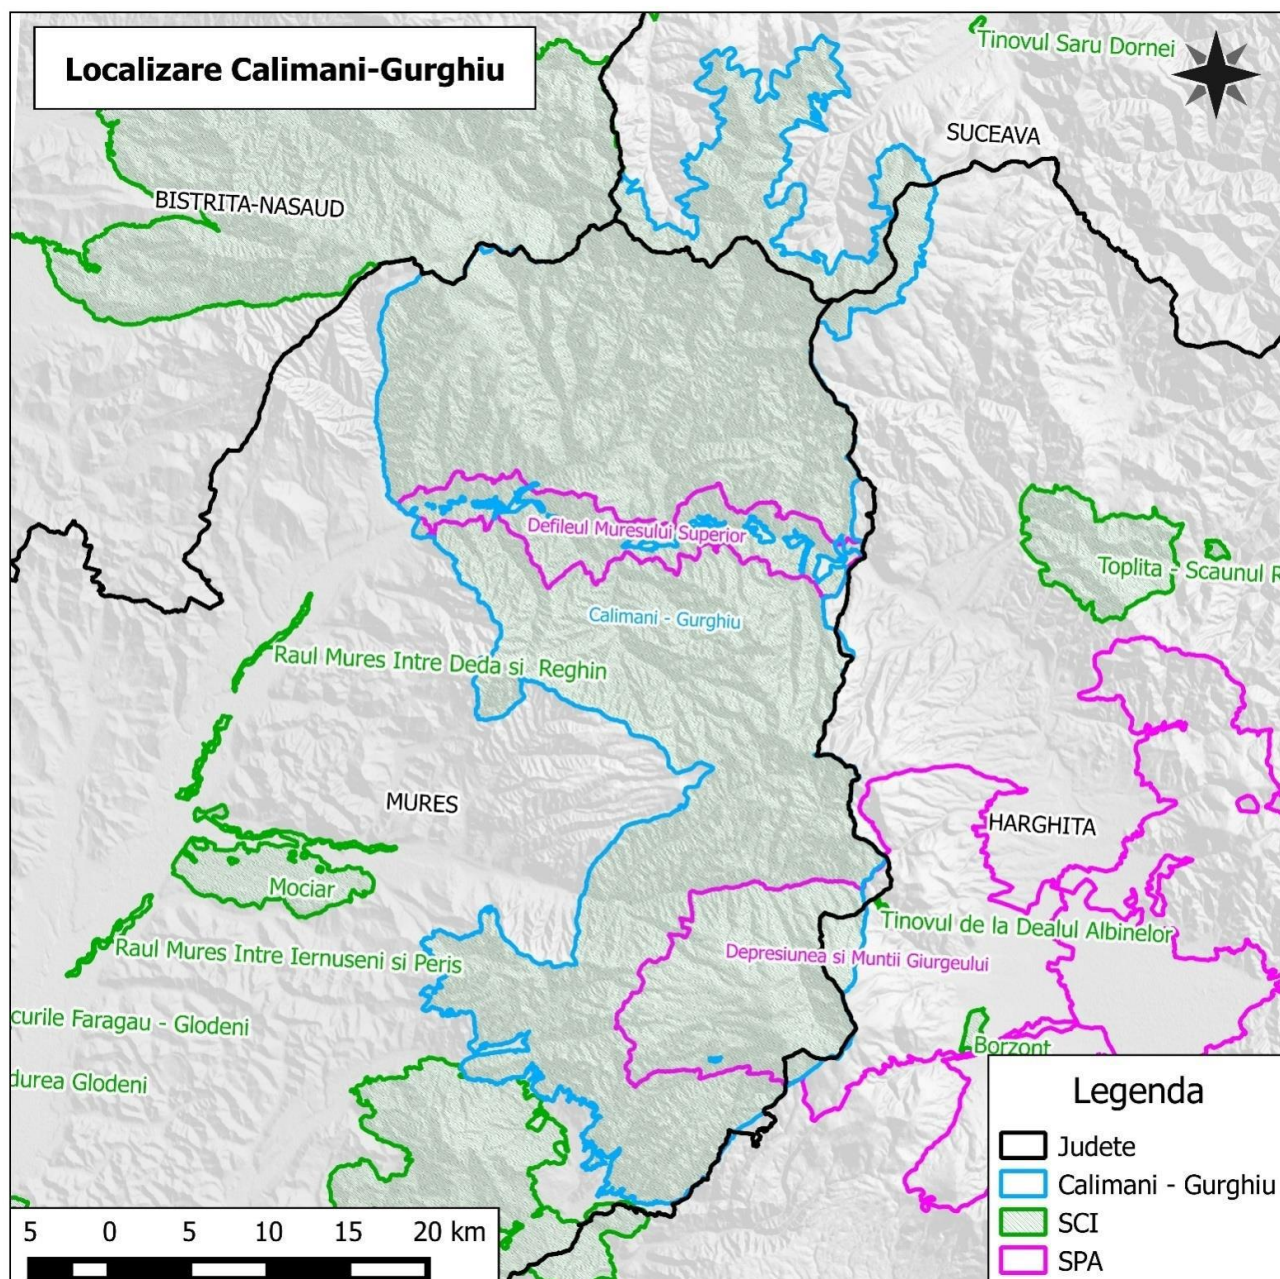 Localizare Calimani-Gurghiu
Tinovul Saru Dornei
SUCEAVA
BISTRITA-NASAUD
Defileul Muresului Superior
Toplita - Scaunul R
Calimani - Gurghiu
Raul Mures Intre Deda si Reghin
MURES
HARGHITA
Mociar
Tinovul de la Dealul Albinelor
Raul Mures Intre Iernuseni si Peris
Depresiunea si Muntii Giurgeului
curile Faragau - Glodeni
Borzont
durea Glodeni
Legenda
Judete
Calimani - Gurghiu
SCI
SPA
5 0 5 10 15 20 km